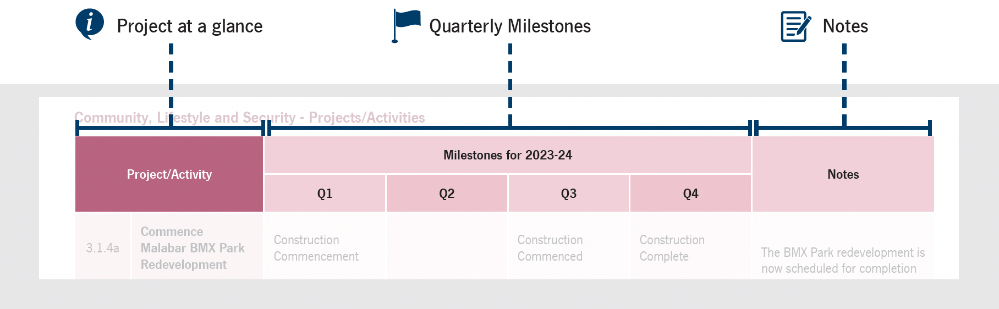 Project at a glance
Quarterly Milestones
Notes
Community, Lifestyle and Security - Projects/Activities
Project/Activity
Milestones for 2023-24
Notes
Q1
Q2
Q3
Q4
3.1.4a
Commence
Malabar BMX Park
Redevelopment
Construction
Commencement
Construction
Commenced
Construction
Complete
The BMX Park redevelopment is
now scheduled for completion